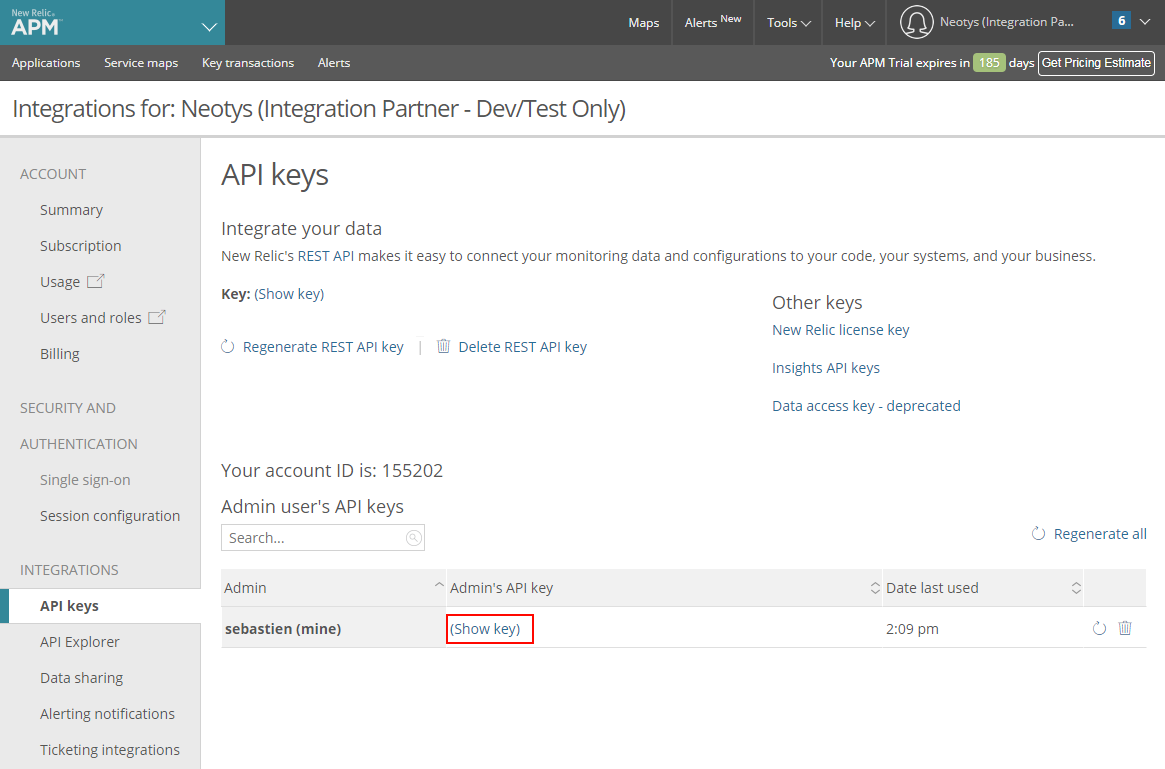 New Relic®
APM™
Maps
Alerts New
Tools
Help
Neotys (Integration Pa...
6
Applications
Service maps
Key transactions
Alerts
Your APM Trial expires in 185 days
Get Pricing Estimate
Integrations for: Neotys (Integration Partner - Dev/Test Only)
ACCOUNT
Summary
Subscription
Usage
Users and roles
Billing
SECURITY AND
AUTHENTICATION
Single sign-on
Session configuration
INTEGRATIONS
API keys
API Explorer
Data sharing
Alerting notifications
Ticketing integrations
API keys
Integrate your data
New Relic's REST API makes it easy to connect your monitoring data and configurations to your code, your systems, and your business.
Key: (Show key)
Regenerate REST API key | Delete REST API key
Other keys
New Relic license key
Insights API keys
Data access key - deprecated
Your account ID is: 155202
Admin user's API keys
Search...
Regenerate all
Admin
Admin's API key
Date last used
sebastien (mine)
(Show key)
2:09 pm